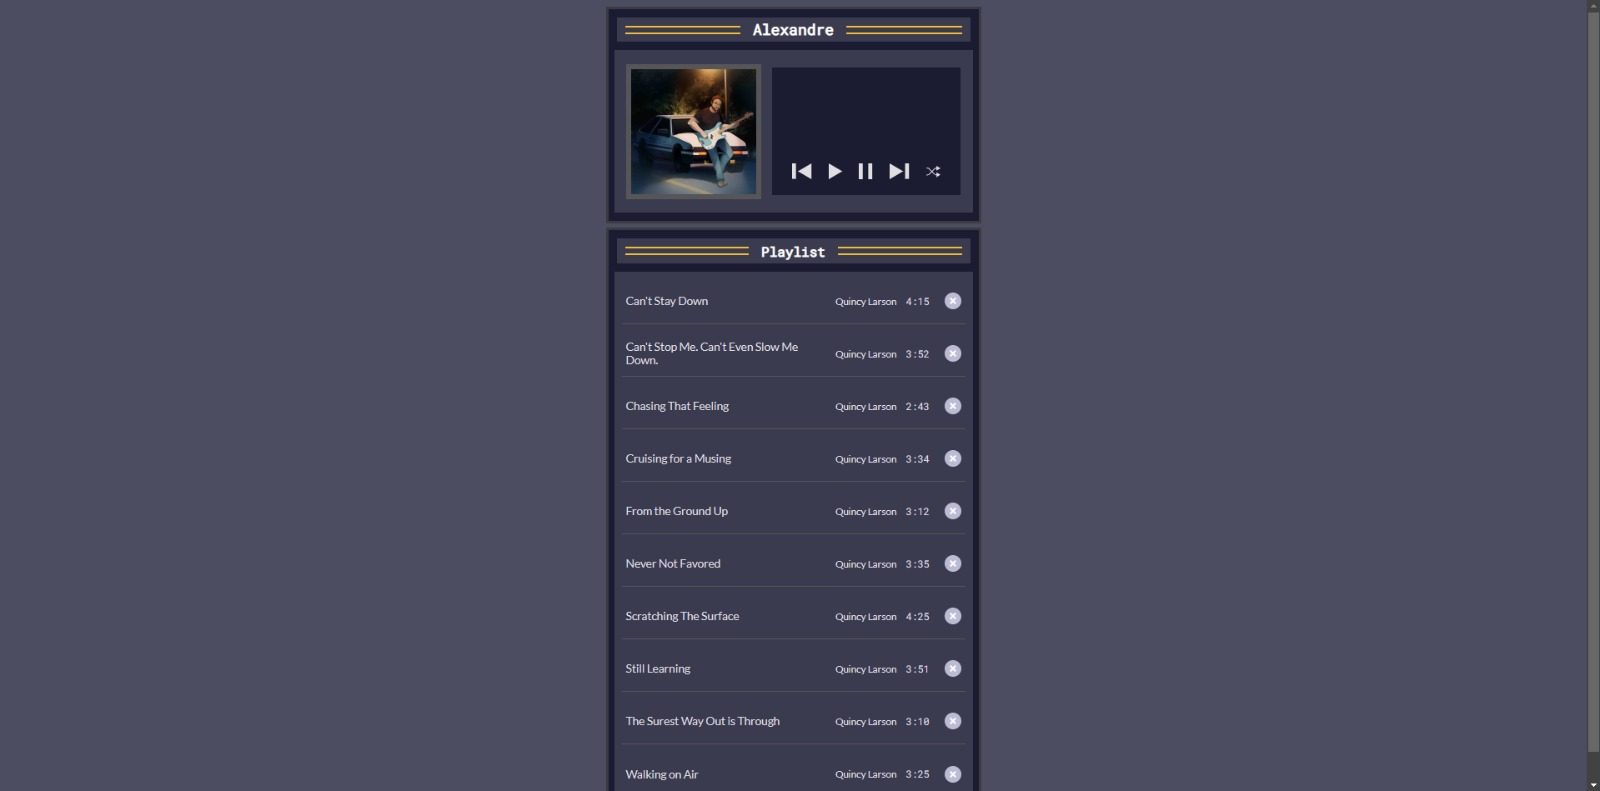 Alexandre
Playlist
Can't Stay Down Quincy Larson 4:15
Can't Stop Me. Can't Even Slow Me
Down. Quincy Larson 3:52
Chasing That Feeling Quincy Larson 2:43
Cruising for a Musing Quincy Larson 3:34
From the Ground Up Quincy Larson 3:12
Never Not Favored Quincy Larson 3:35
Scratching The Surface Quincy Larson 4:25
Still Learning Quincy Larson 3:51
The Surest Way Out is Through Quincy Larson 3:10
Walking on Air Quincy Larson 3:25